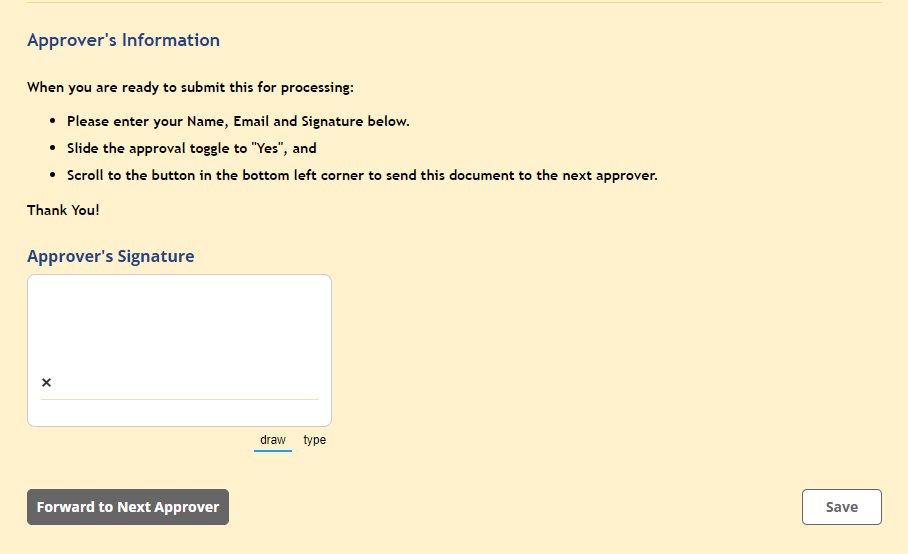 Approver's Information
When you are ready to submit this for processing:
• Please enter your Name, Email and Signature below.
• Slide the approval toggle to "Yes", and
• Scroll to the button in the bottom left corner to send this document to the next approver.
Thank You!
Approver's Signature
×
draw type
Forward to Next Approver Save